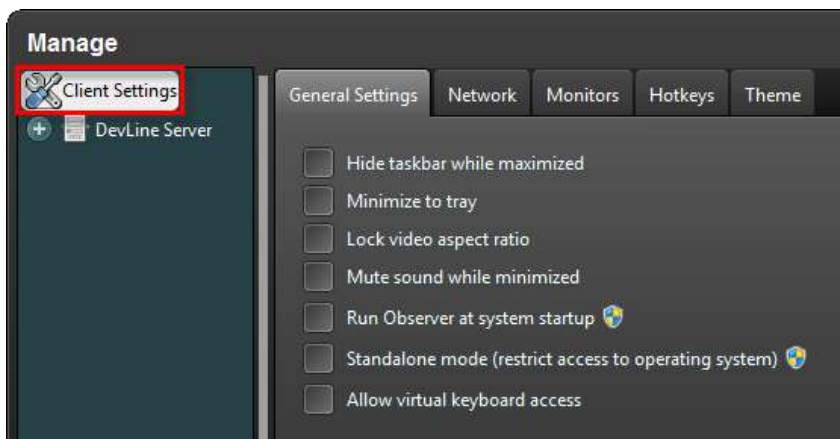 Manage
Client Settings
DevLine Server
General Settings
Network
Monitors
Hotkeys
Theme
Hide taskbar while maximized
Minimize to tray
Lock video aspect ratio
Mute sound while minimized
Run Observer at system startup
Standalone mode (restrict access to operating system)
Allow virtual keyboard access